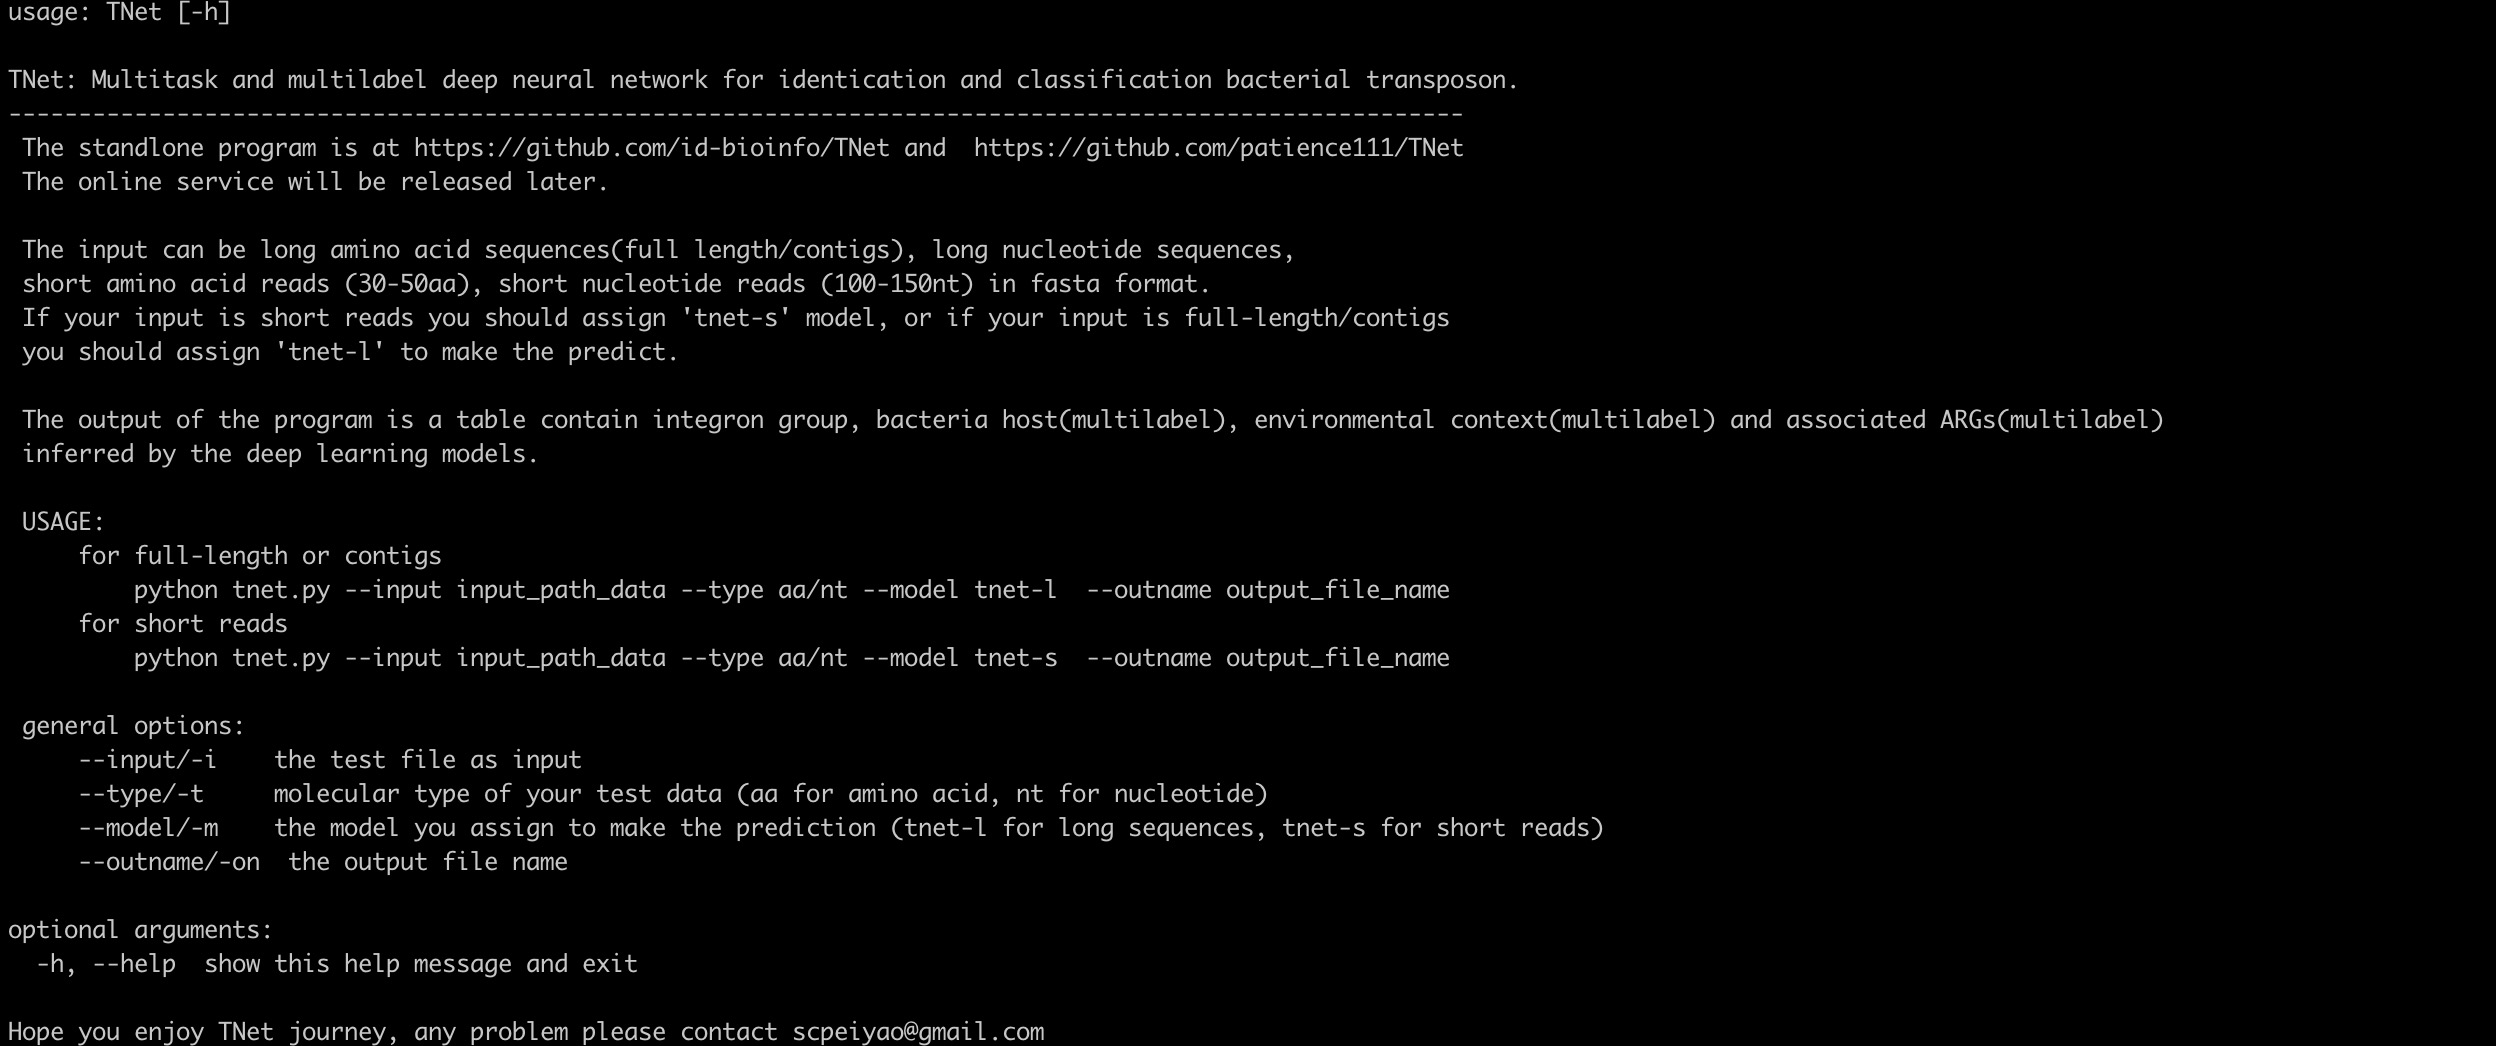 usage: TNet [-h]
TNet: Multitask and multilabel deep neural network for identication and classification bacterial transposon.
--------------------------------------------------------------------------------------------------------
The standlone program is at https://github.com/id-bioinfo/TNet and  https://github.com/patience111/TNet
The online service will be released later.
The input can be long amino acid sequences(full length/contigs), long nucleotide sequences,
short amino acid reads (30-50aa), short nucleotide reads (100-150nt) in fasta format.
If your input is short reads you should assign 'tnet-s' model, or if your input is full-length/contigs
you should assign 'tnet-l' to make the predict.
The output of the program is a table contain integron group, bacteria host(multilabel), environmental context(multilabel) and associated ARGs(multilabel)
inferred by the deep learning models.
USAGE:
for full-length or contigs
python tnet.py --input input_path_data --type aa/nt --model tnet-l  --outname output_file_name
for short reads
python tnet.py --input input_path_data --type aa/nt --model tnet-s  --outname output_file_name
general options:
--input/-i    the test file as input
--type/-t     molecular type of your test data (aa for amino acid, nt for nucleotide)
--model/-m    the model you assign to make the prediction (tnet-l for long sequences, tnet-s for short reads)
--outname/-on  the output file name
optional arguments:
-h, --help  show this help message and exit
Hope you enjoy TNet journey, any problem please contact scpeiyao@gmail.com